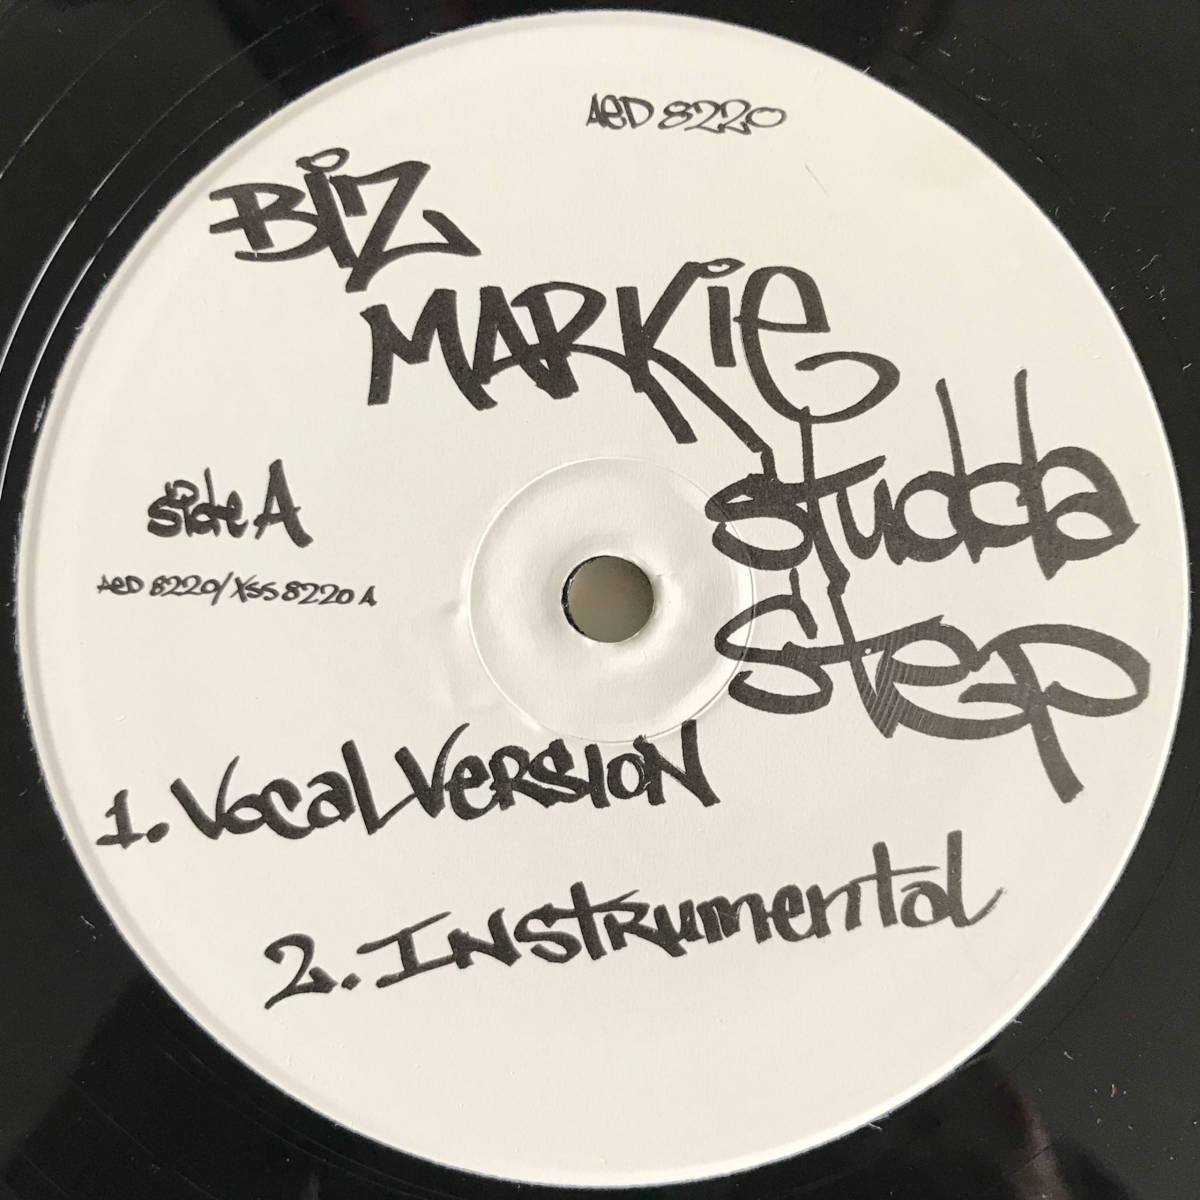 AED 8220
BiZ
MARKiE
studda
step
side A
AED 8220/XSS 8220 A
1. Vocal Version
2. Instrumental